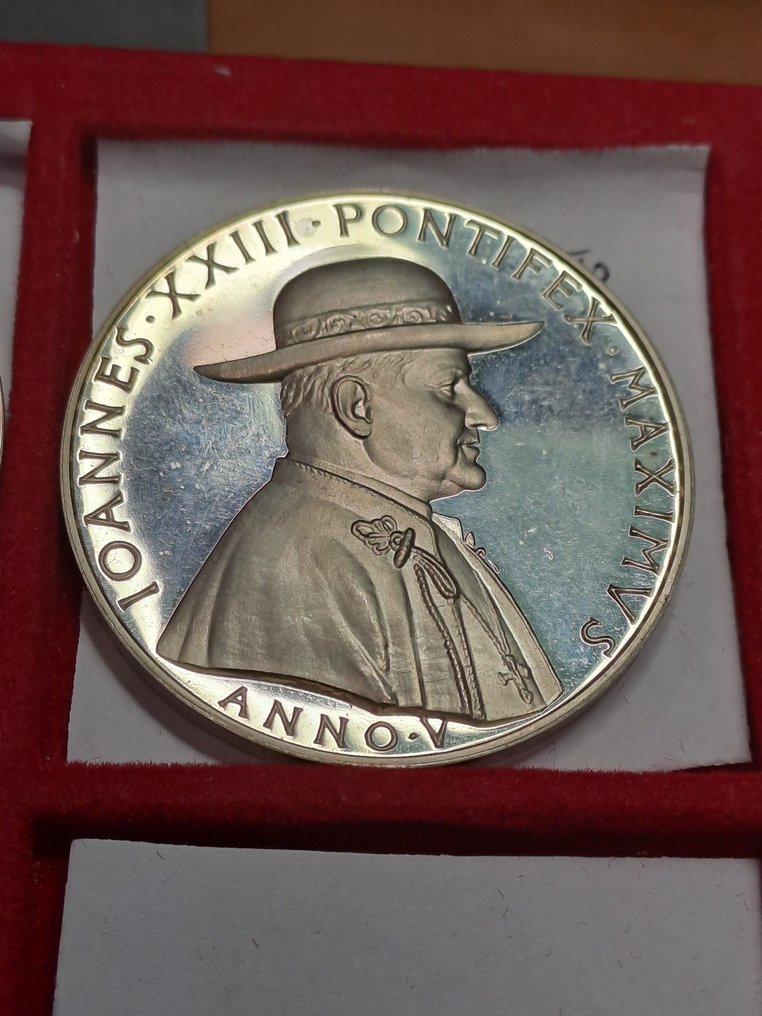 IOANNES · XXIII · PONTIFEX · MAXIMVS
ANNO · V